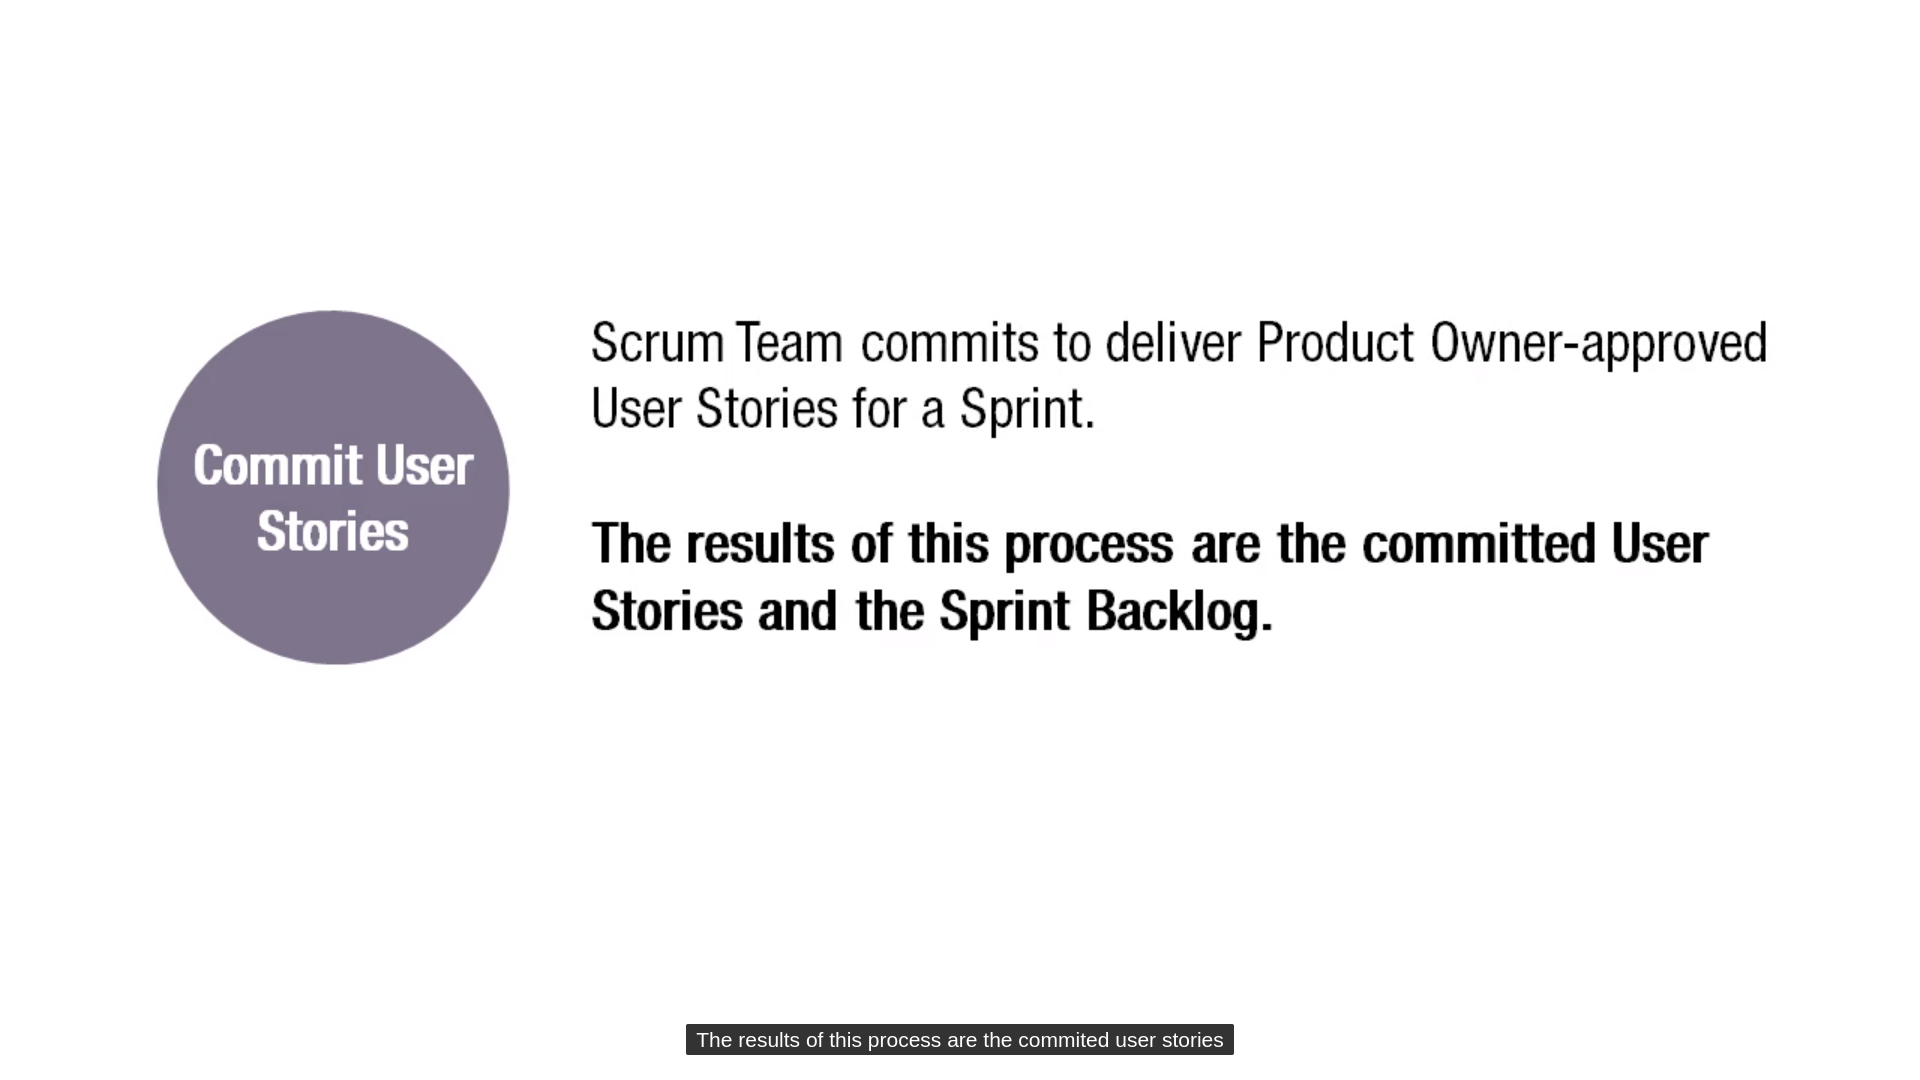 Commit User
Stories
Scrum Team commits to deliver Product Owner-approved
User Stories for a Sprint.
The results of this process are the committed User
Stories and the Sprint Backlog.
The results of this process are the commited user stories